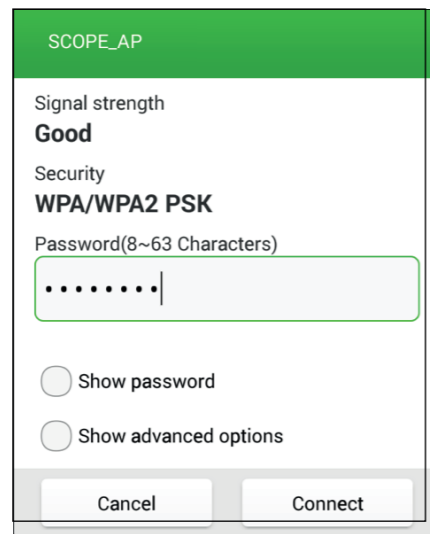 SCOPE_AP
Signal strength
Good
Security
WPA/WPA2 PSK
Password(8~63 Characters)
••••••••
Show password
Show advanced options
Cancel Connect